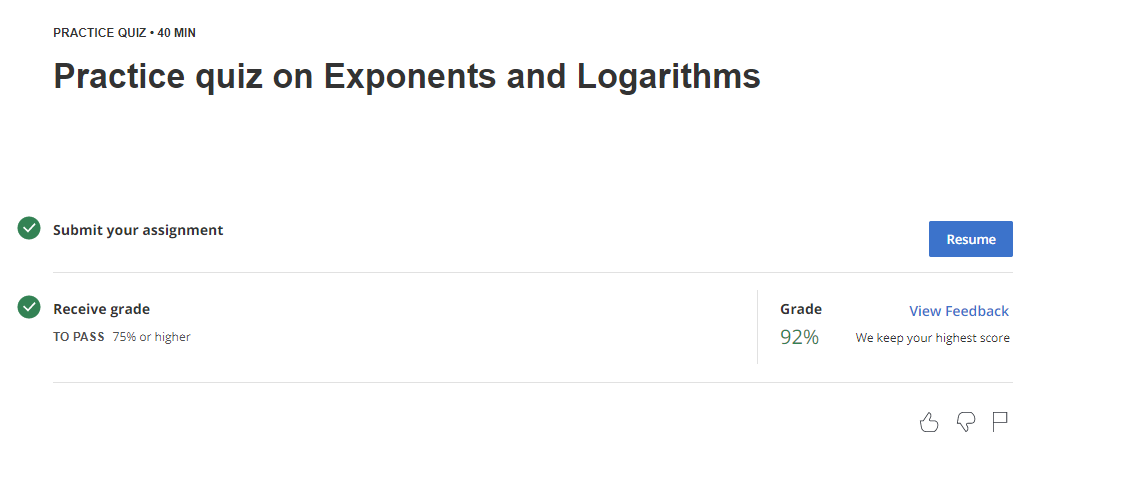 PRACTICE QUIZ • 40 MIN
Practice quiz on Exponents and Logarithms
Submit your assignment
Resume
Receive grade
TO PASS 75% or higher
Grade
92%
View Feedback
We keep your highest score